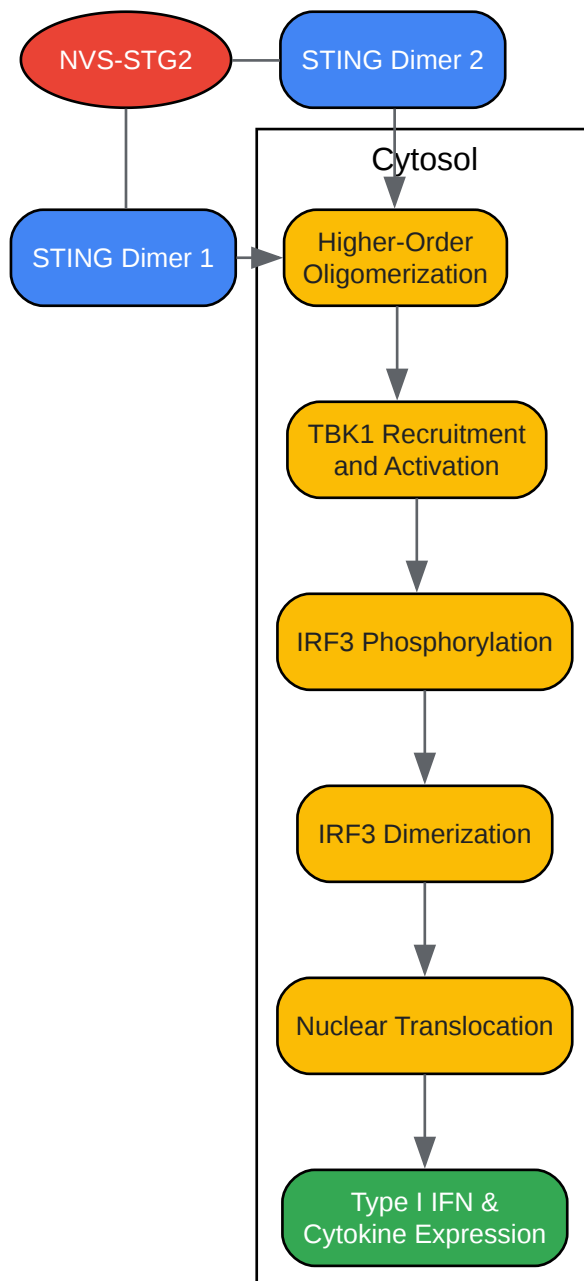 NVS-STG2
STING Dimer 2
Cytosol
STING Dimer 1
Higher-Order
Oligomerization
TBK1 Recruitment
and Activation
IRF3 Phosphorylation
IRF3 Dimerization
Nuclear Translocation
Type I IFN &
Cytokine Expression